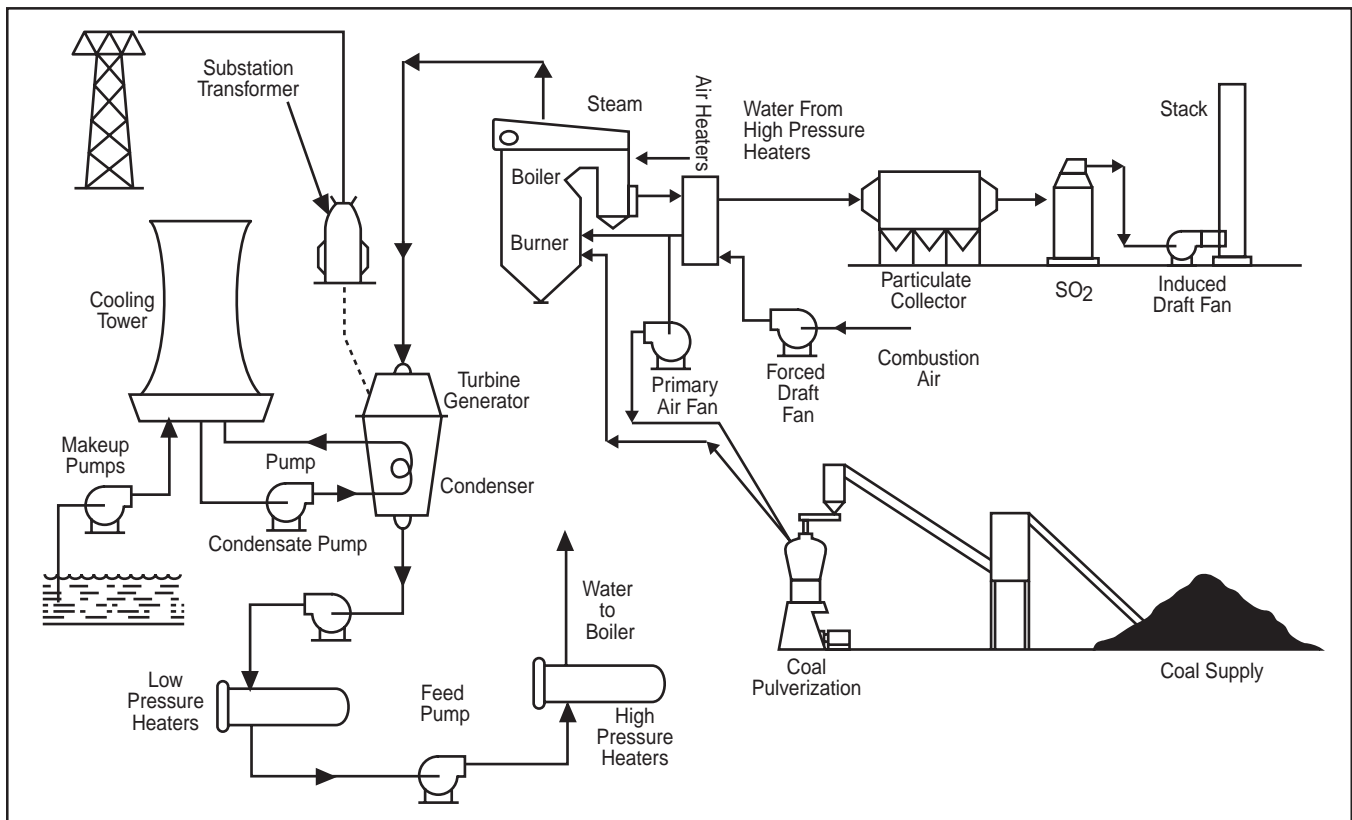 Substation
Transformer
Steam
Air Heaters
Water From
High Pressure
Heaters
Stack
Boiler
Burner
Cooling
Tower
Particulate
Collector
SO2
Induced
Draft Fan
Turbine
Generator
Primary
Air Fan
Forced
Draft
Fan
Combustion
Air
Makeup
Pumps
Pump
Condenser
Condensate Pump
Water
to
Boiler
Low
Pressure
Heaters
Feed
Pump
High
Pressure
Heaters
Coal
Pulverization
Coal Supply